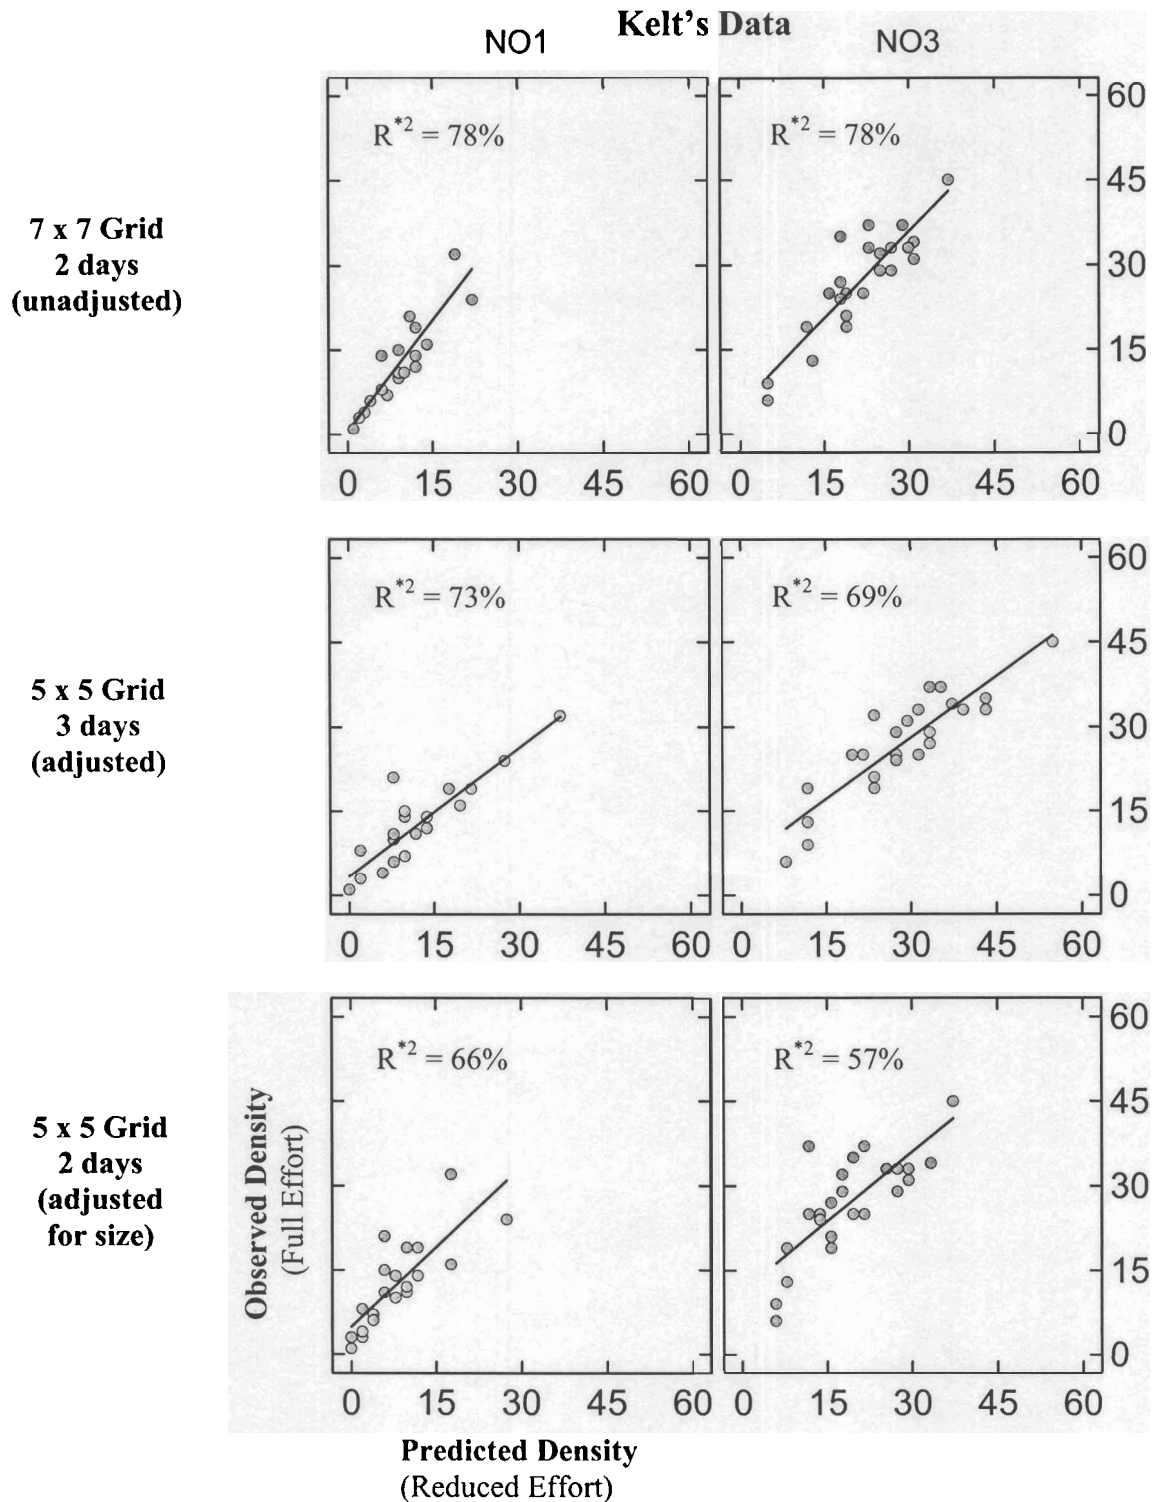 Kelt's Data
NO1
NO3
7 x 7 Grid
2 days
(unadjusted)
R*2 = 78%
R*2 = 78%
60
45
30
15
0
0 15 30 45 60
0 15 30 45 60
5 x 5 Grid
3 days
(adjusted)
R*2 = 73%
R*2 = 69%
60
45
30
15
0
0 15 30 45 60
0 15 30 45 60
5 x 5 Grid
2 days
(adjusted
for size)
Observed Density
(Full Effort)
R*2 = 66%
R*2 = 57%
60
45
30
15
0
0 15 30 45 60
0 15 30 45 60
Predicted Density
(Reduced Effort)